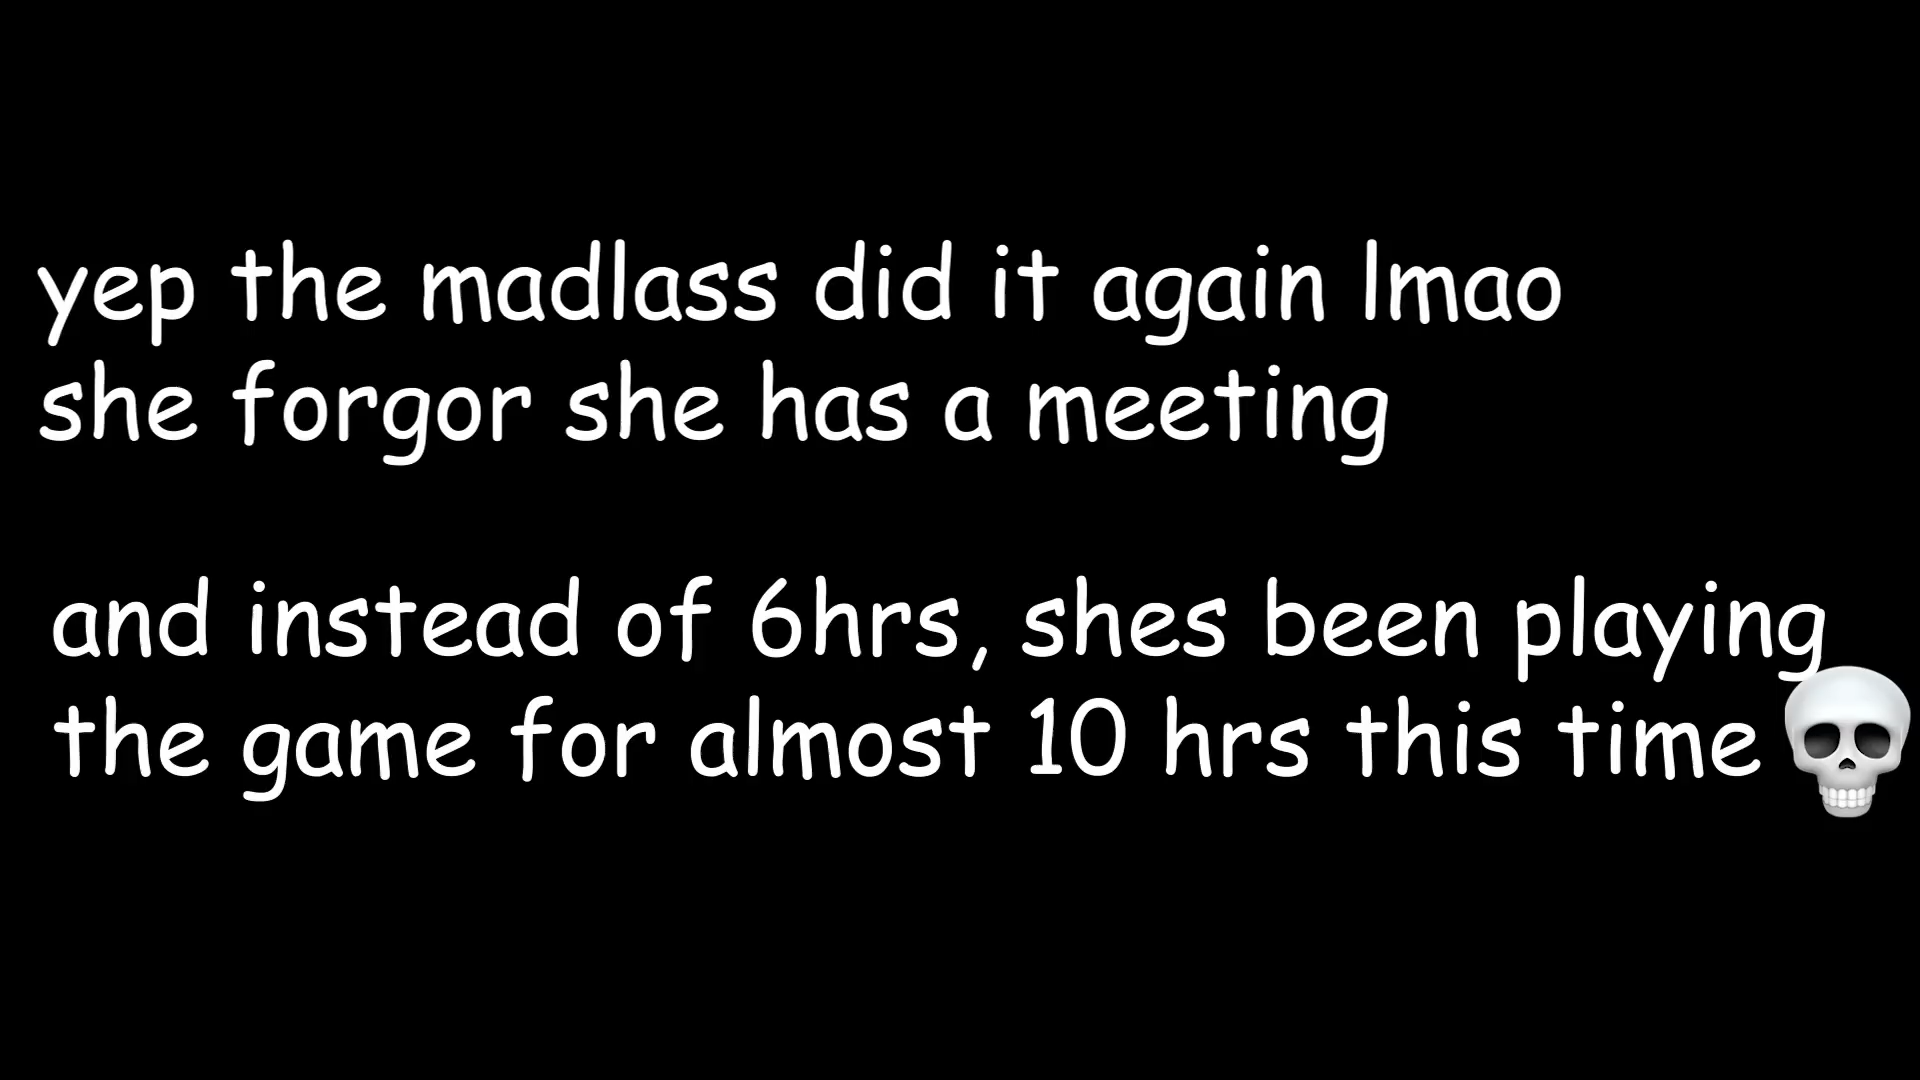 yep the madlass did it again lmao
she forgor she has a meeting
and instead of 6hrs, shes been playing
the game for almost 10 hrs this time💀